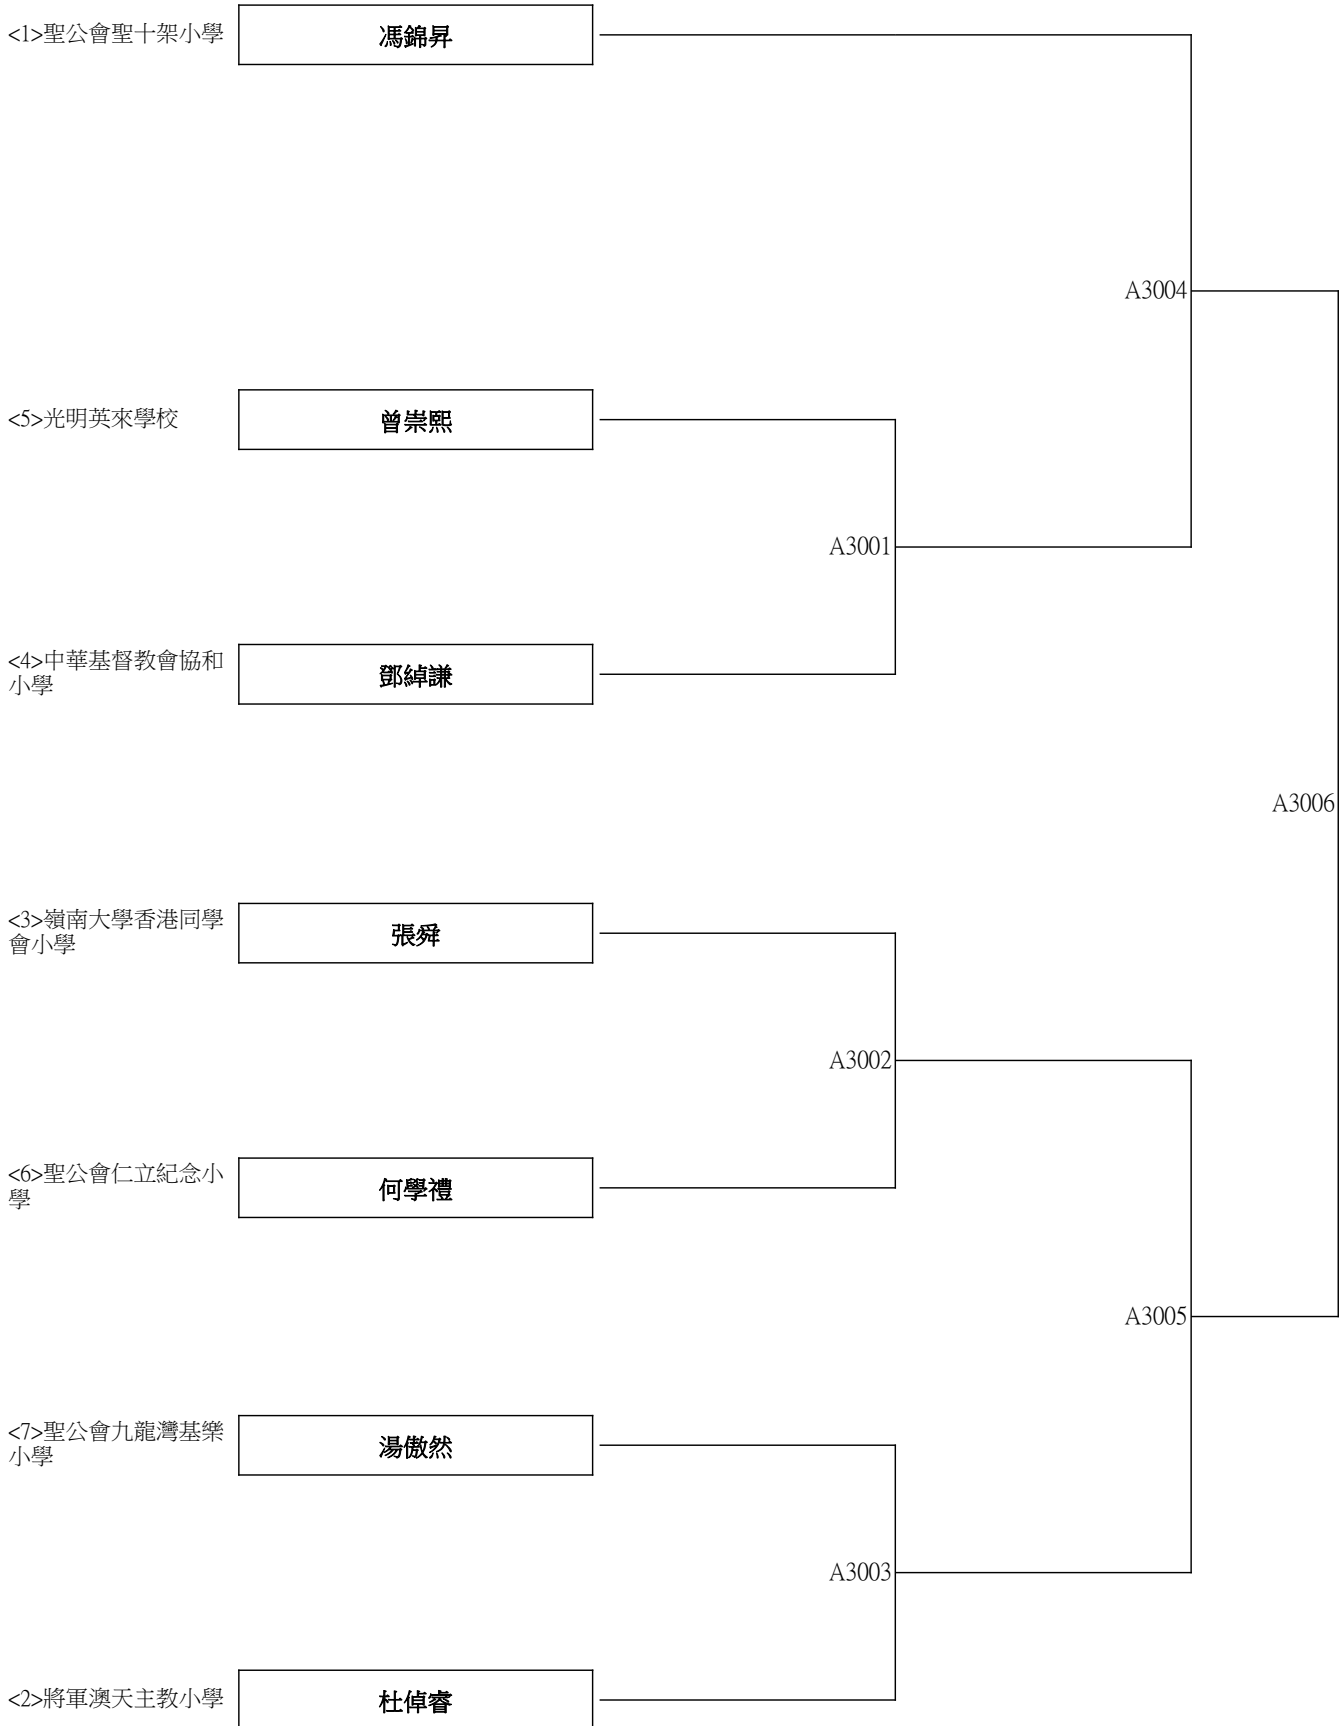 <1>聖公會聖十架小學
馮錦昇
A3004
<5>光明英來學校
曾崇熙
A3001
<4>中華基督教會協和
小學
鄧綽謙
A3006
<3>嶺南大學香港同學
會小學
張舜
A3002
<6>聖公會仁立紀念小
學
何學禮
A3005
<7>聖公會九龍灣基樂
小學
湯傲然
A3003
<2>將軍澳天主教小學
杜倬睿